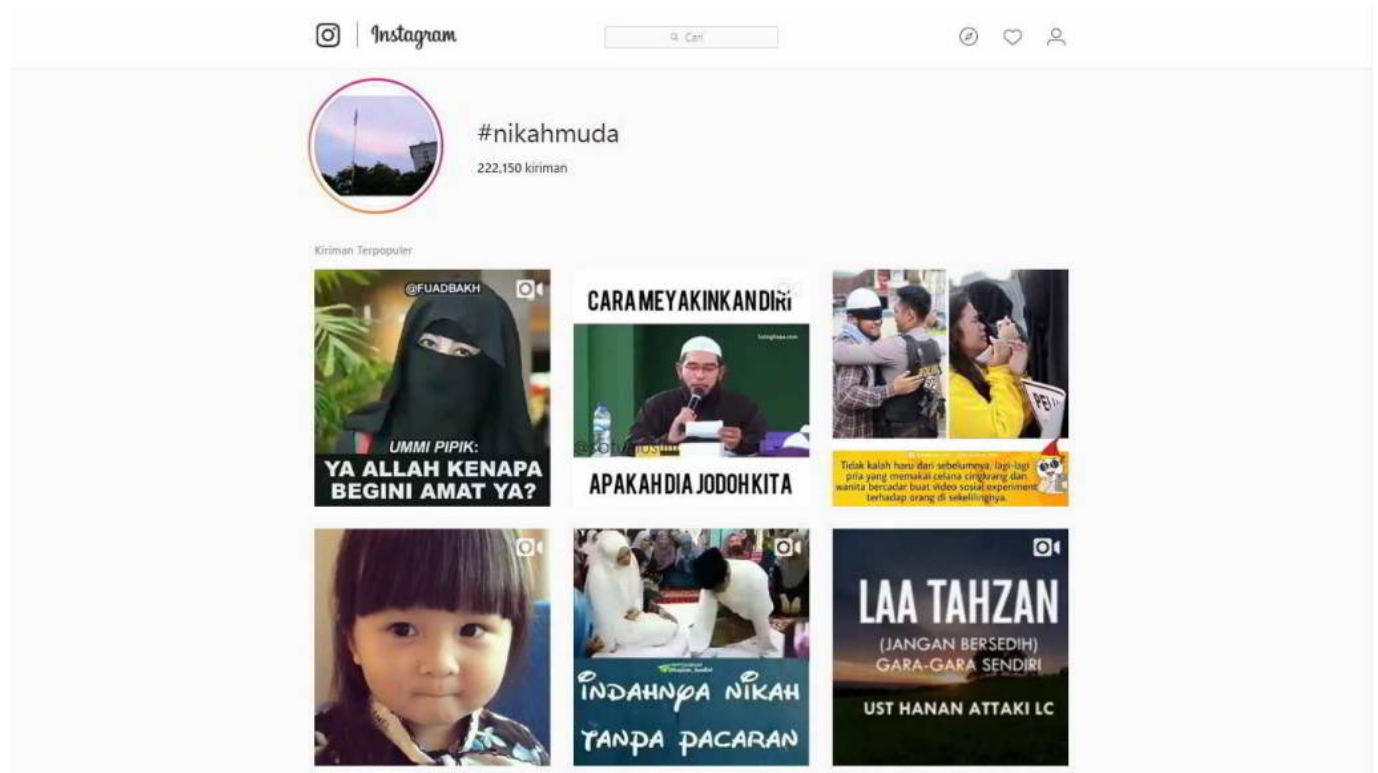 Instagram
Cari
#nikahmuda
222,150 kiriman
Kiriman Terpopuler
@FUADBAKH
UMMI PIPIK:
YA ALLAH KENAPA
BEGINI AMAT YA?
CARA MEYAKINKAN DIRI
APAKAH DIA JODOH KITA
POLISI
Tidak kalah haru dari sebelumnya, lagi-lagi
pria yang memakai celana cingkrang dan
wanita bercadar buat video sosial experiment
terhadap orang di sekelilingnya.
INDAHNYA NIKAH
TANPA PACARAN
LAA TAHZAN
(JANGAN BERSEDIH)
GARA-GARA SENDIRI
UST HANAN ATTAKI LC